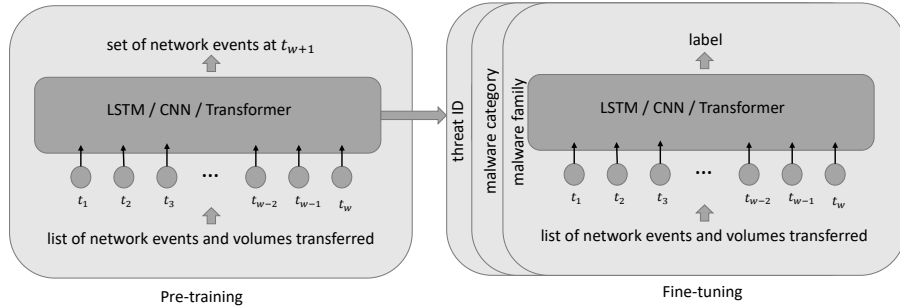 set of network events at t_{w+1}
LSTM / CNN / Transformer
t_1 t_2 t_3 ... t_{w-2} t_{w-1} t_w
list of network events and volumes transferred
Pre-training
threat ID
malware category
malware family
label
LSTM / CNN / Transformer
t_1 t_2 t_3 ... t_{w-2} t_{w-1} t_w
list of network events and volumes transferred
Fine-tuning